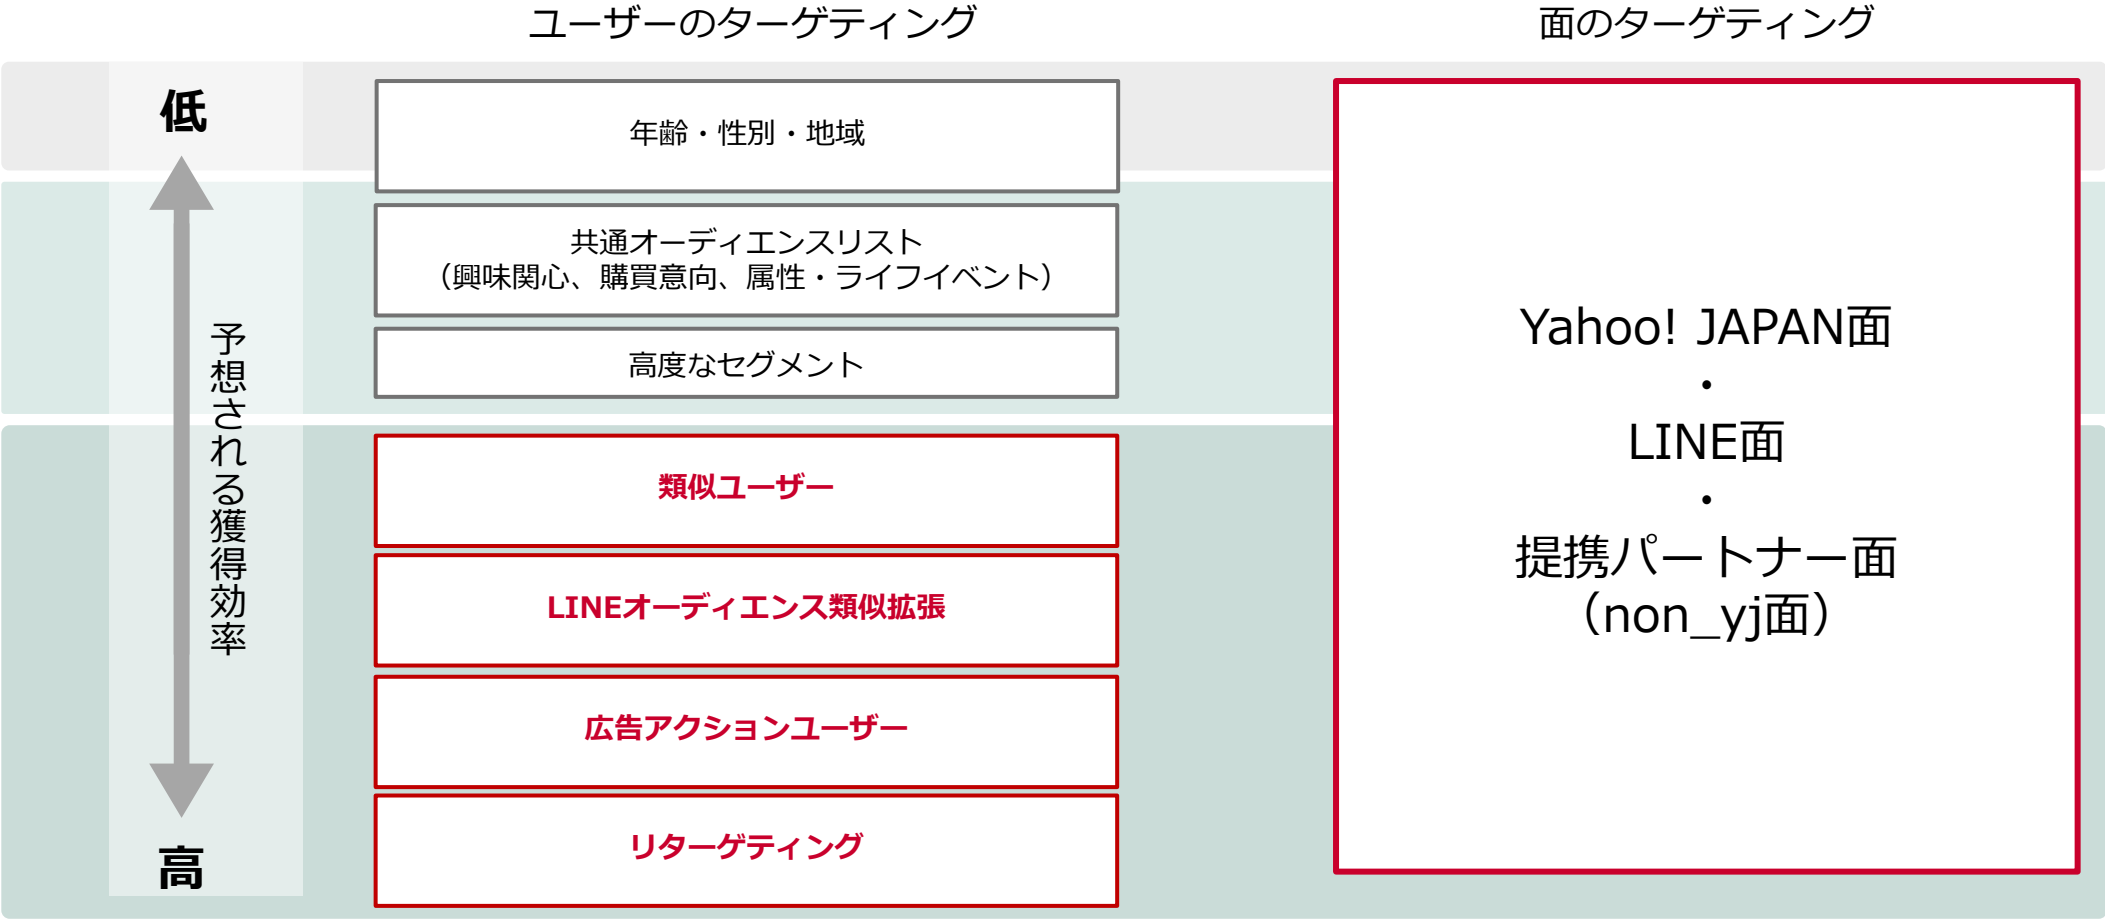 ユーザーのターゲティング
面のターゲティング
低
予想される獲得効率
高
年齢・性別・地域
共通オーディエンスリスト
（興味関心、購買意向、属性・ライフイベント）
高度なセグメント
類似ユーザー
LINEオーディエンス類似拡張
広告アクションユーザー
リターゲティング
Yahoo! JAPAN面
・
LINE面
・
提携パートナー面
（non_yj面）